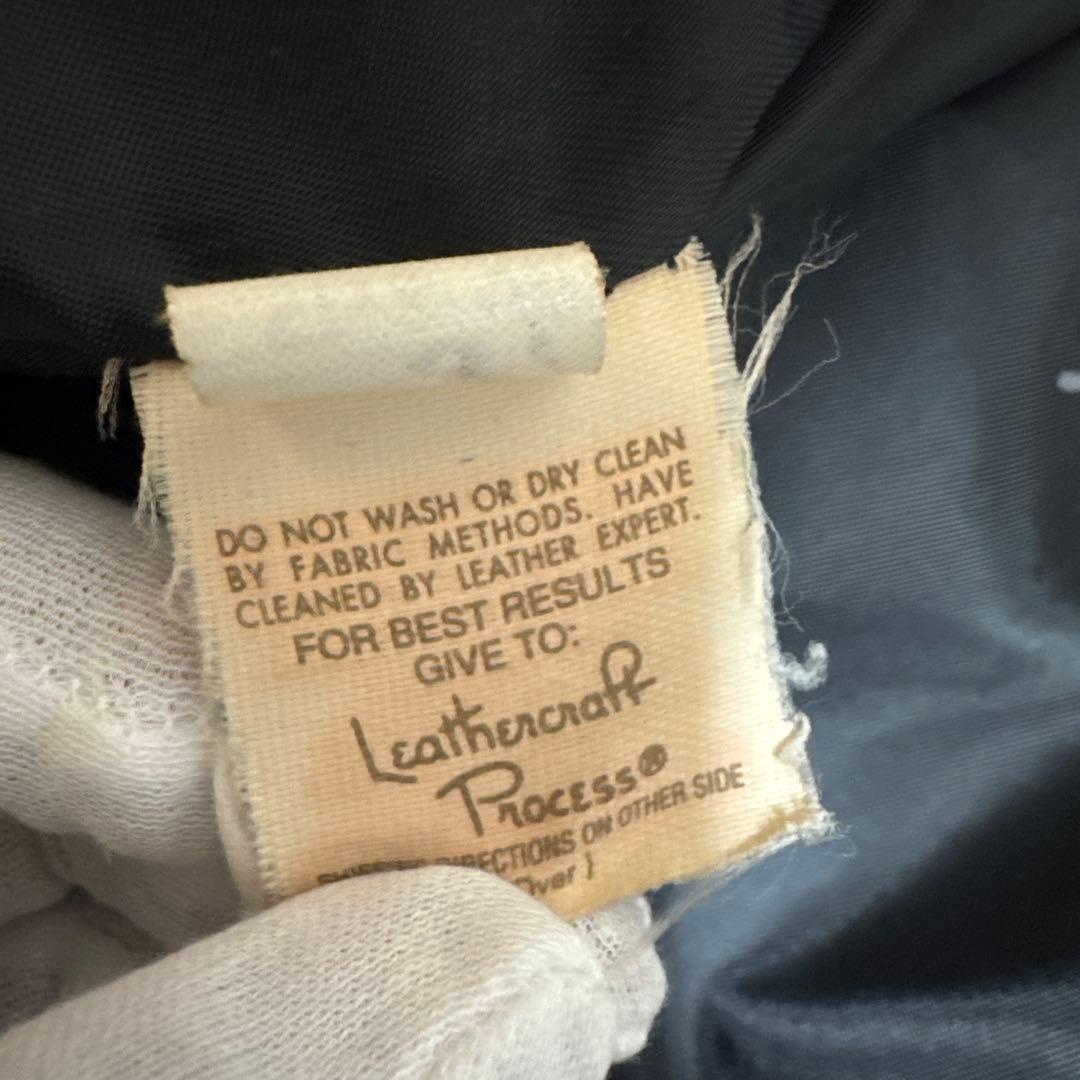 DO NOT WASH OR DRY CLEAN
BY FABRIC METHODS. HAVE
CLEANED BY LEATHER EXPERT.
FOR BEST RESULTS
GIVE TO:
Leathercraft
Process®
DIRECTIONS ON OTHER SIDE
Over )